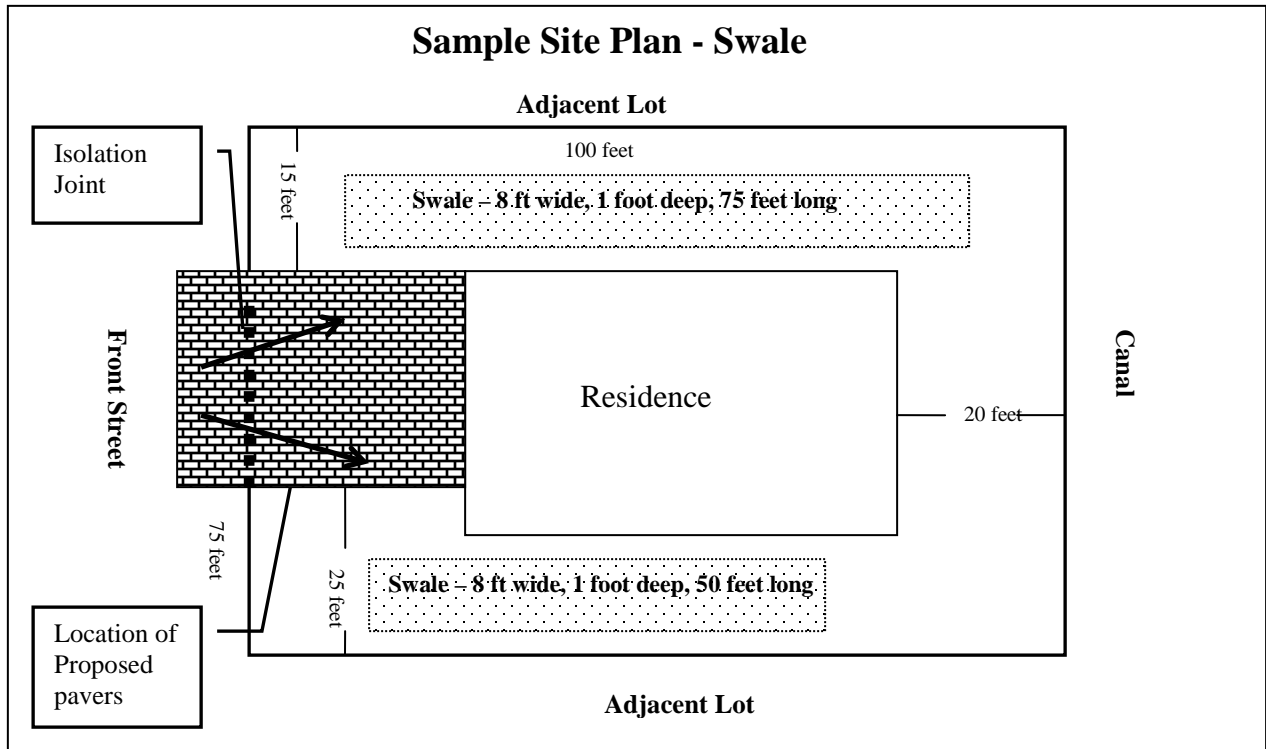 Sample Site Plan - Swale
Adjacent Lot
Isolation
Joint
100 feet
15 feet
Swale – 8 ft wide, 1 foot deep, 75 feet long
Front Street
Residence
20 feet
Canal
75 feet
25 feet
Swale – 8 ft wide, 1 foot deep, 50 feet long
Location of
Proposed
pavers
Adjacent Lot